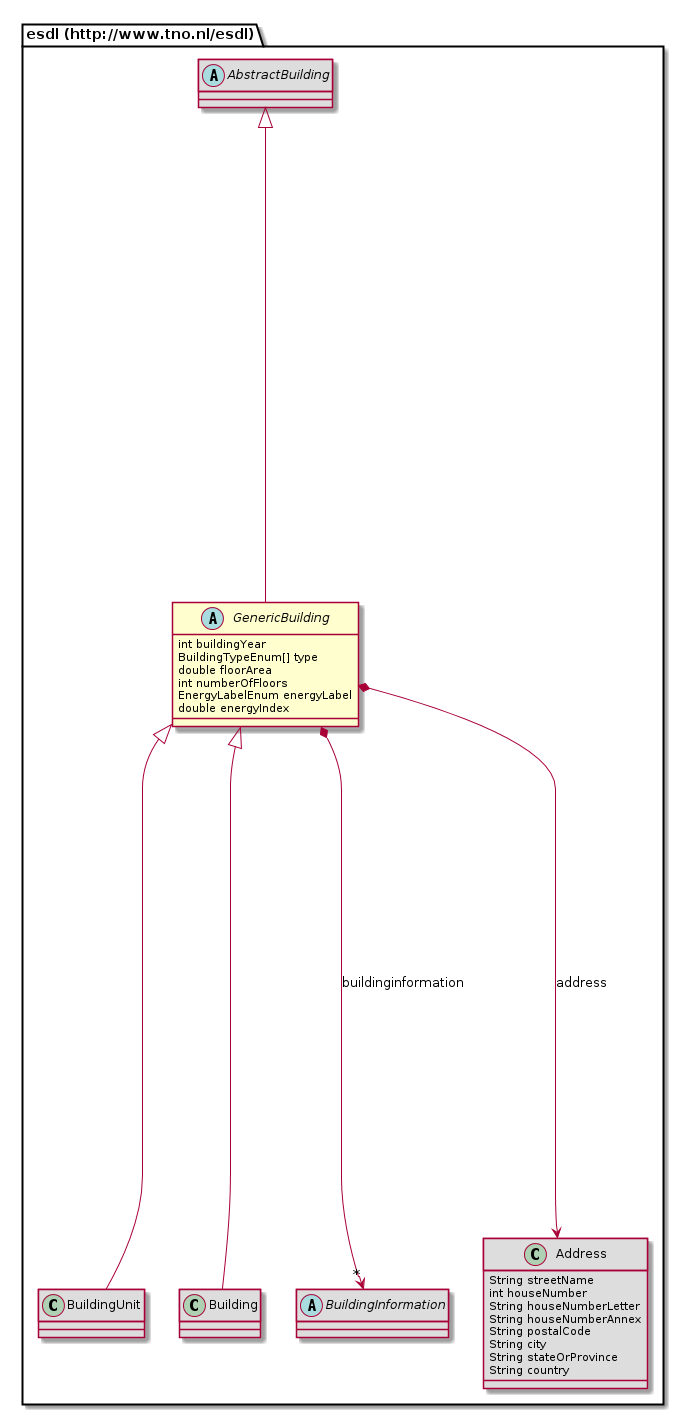 esdl (http://www.tno.nl/esdl)
A AbstractBuilding
A GenericBuilding
int buildingYear
BuildingTypeEnum[] type
double floorArea
int numberOfFloors
EnergyLabelEnum energyLabel
double energyIndex
buildinginformation
address
*
C BuildingUnit
C Building
A BuildingInformation
C Address
String streetName
int houseNumber
String houseNumberLetter
String houseNumberAnnex
String postalCode
String city
String stateOrProvince
String country